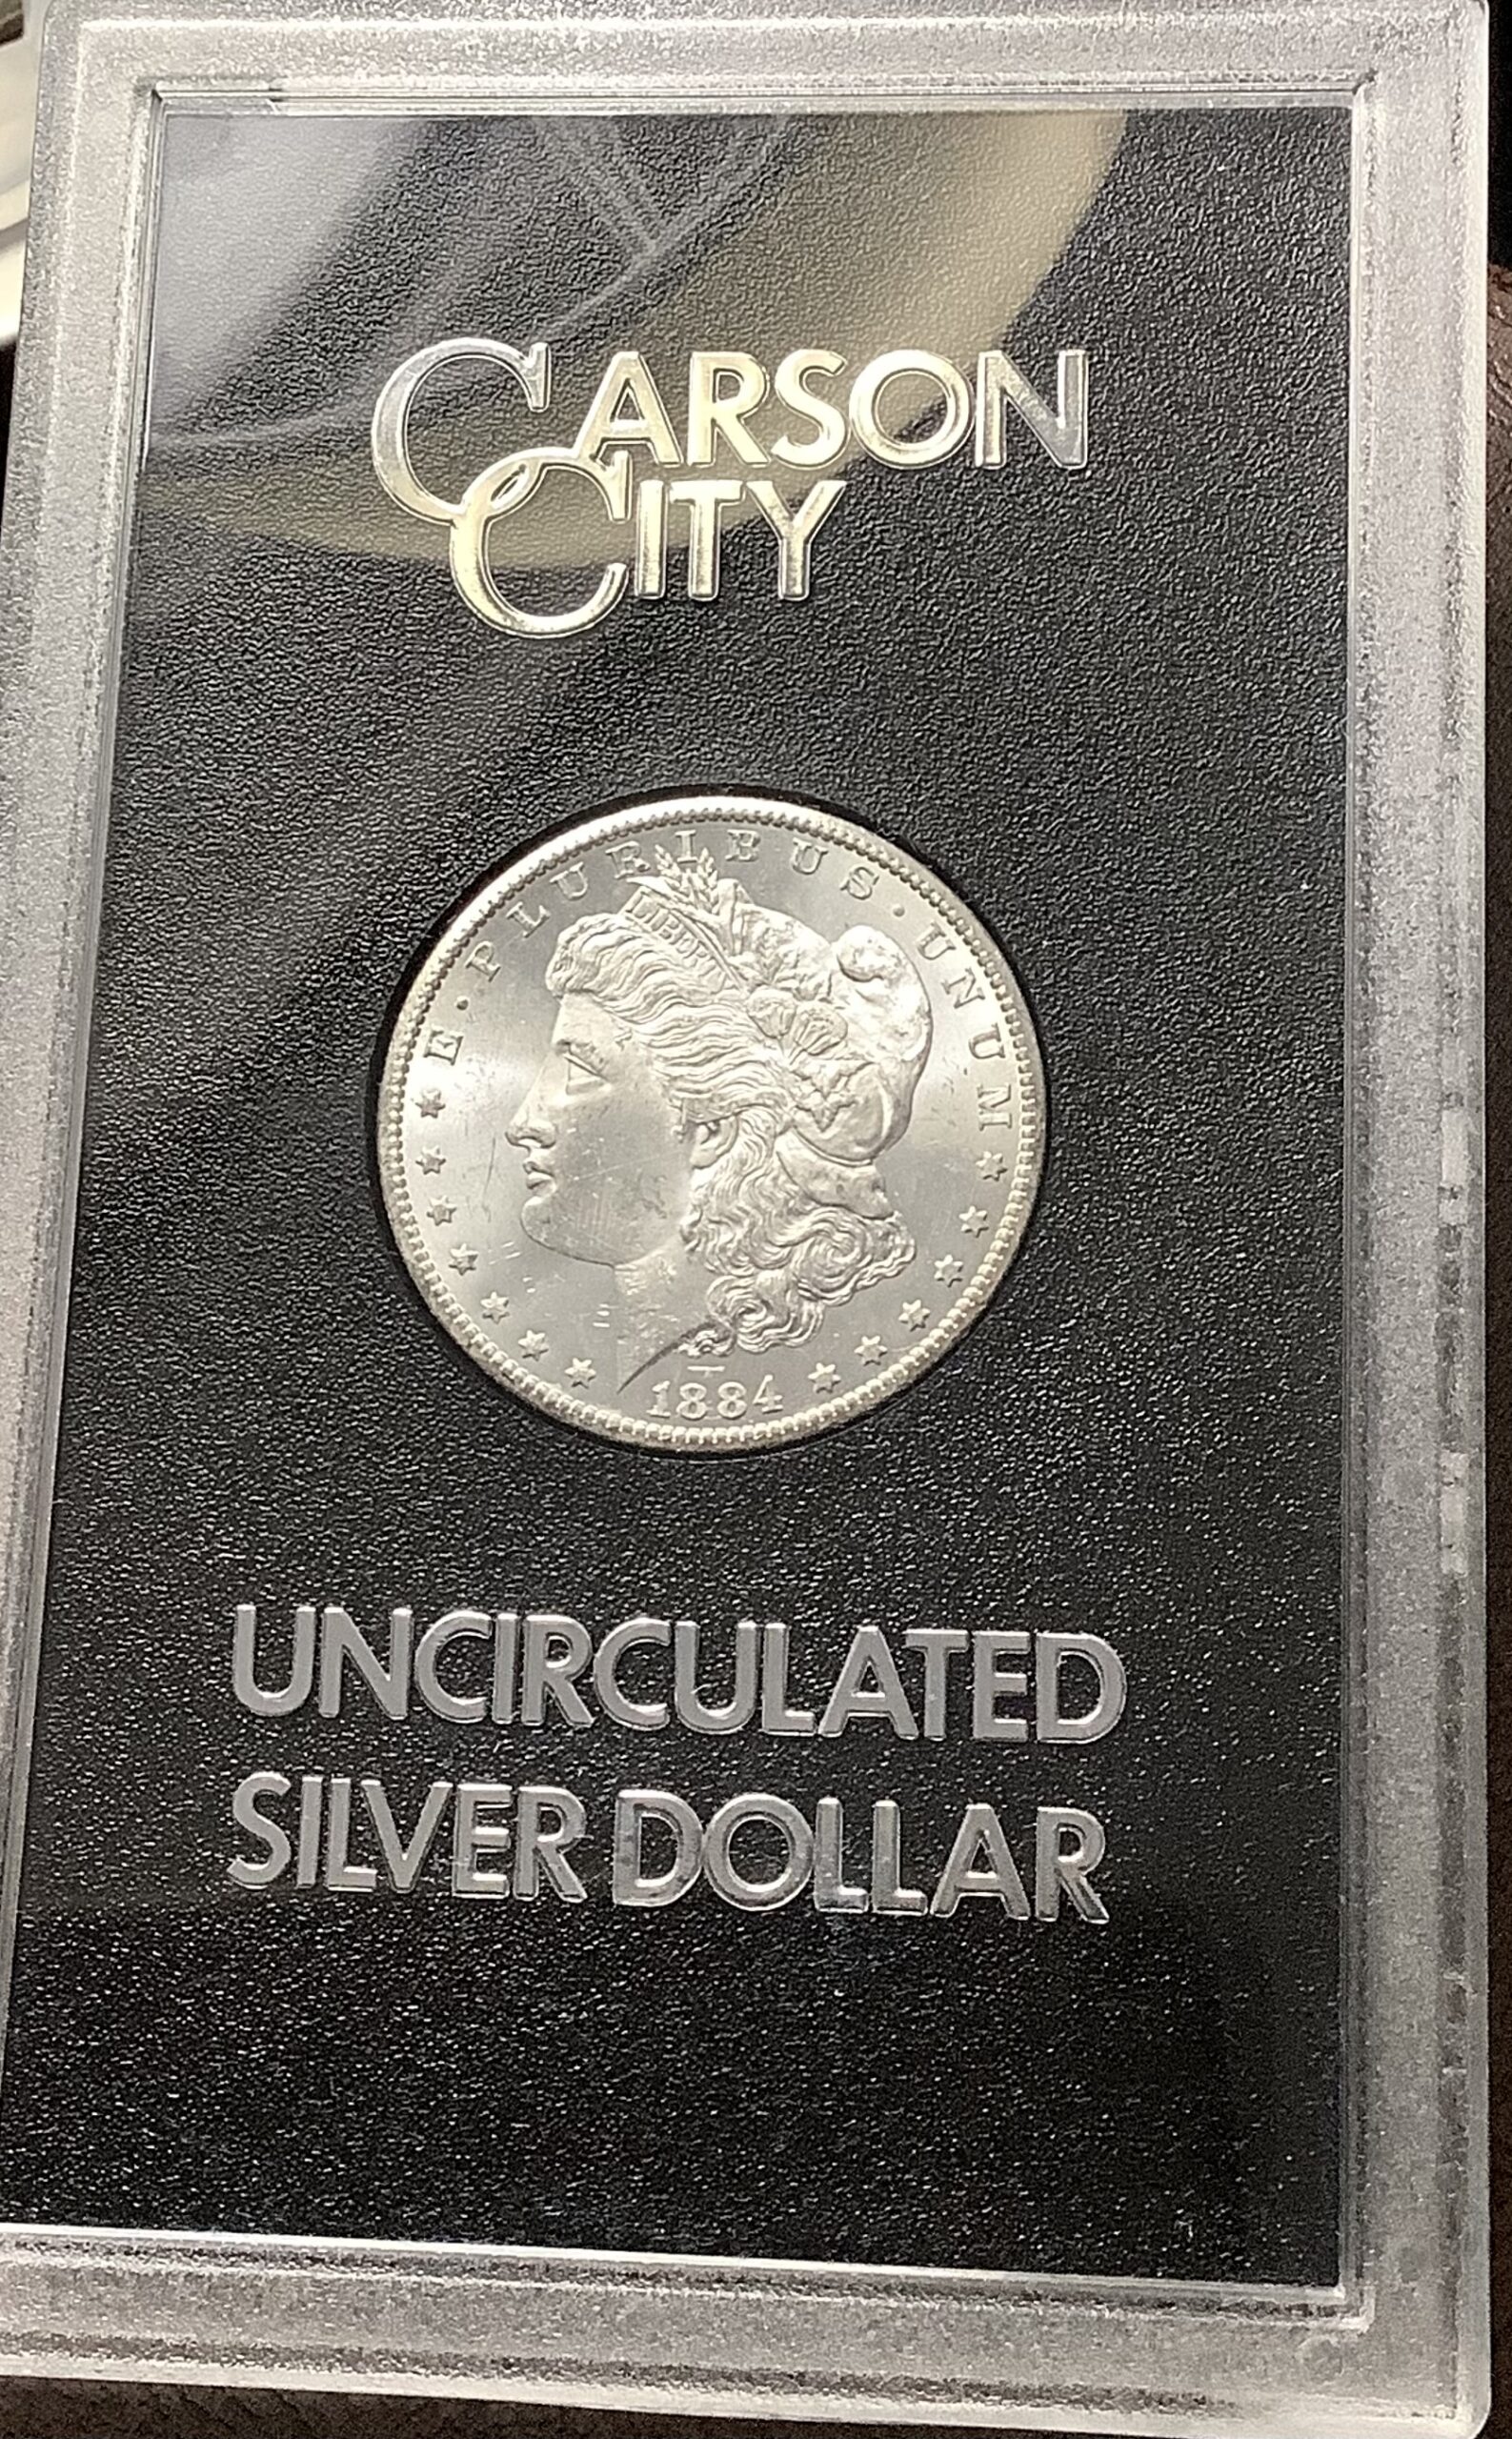 CARSON
CITY
E·PLURIBUS·UNUM
LIBERTY
1884
UNCIRCULATED
SILVER DOLLAR